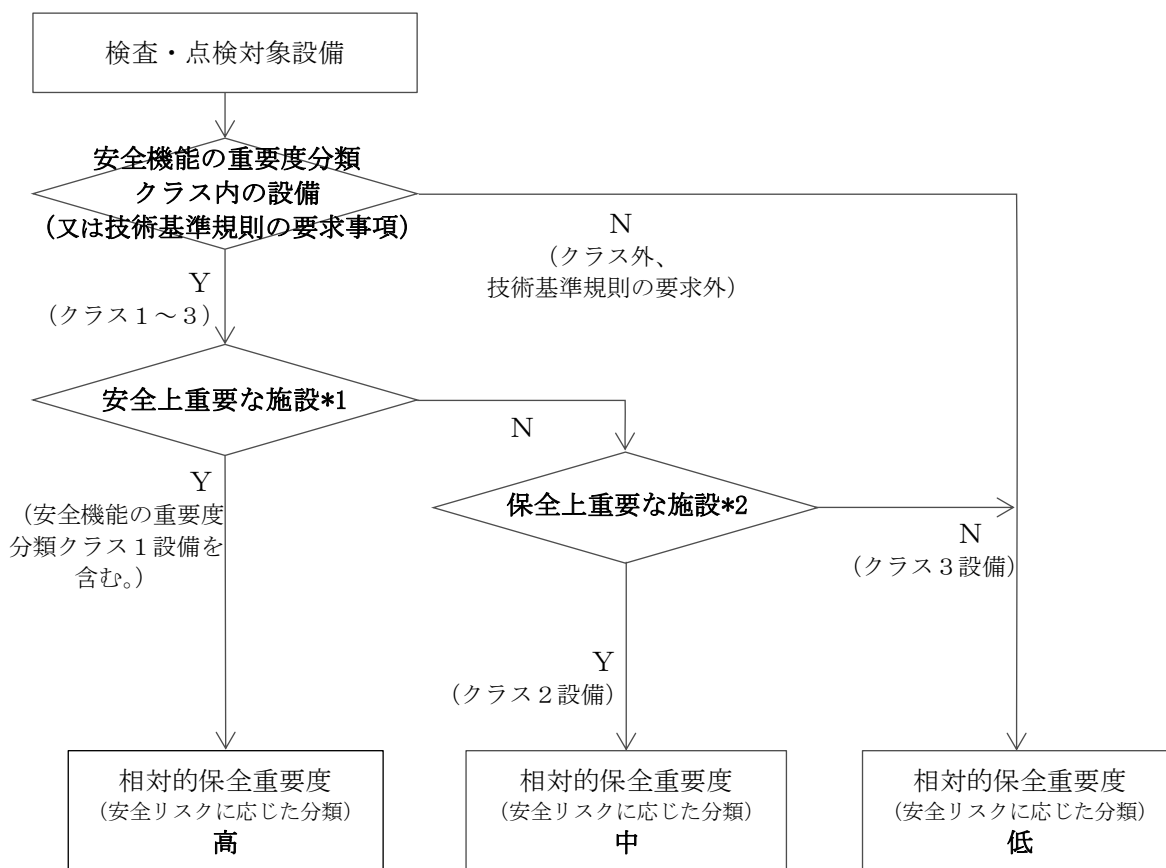 検査・点検対象設備
安全機能の重要度分類
クラス内の設備
(又は技術基準規則の要求事項)
N
(クラス外、
技術基準規則の要求外)
Y
(クラス1～3)
安全上重要な施設*1
N
Y
(安全機能の重要度
分類クラス1設備を
含む。)
保全上重要な施設*2
N
(クラス3設備)
Y
(クラス2設備)
相対的保全重要度
(安全リスクに応じた分類)
高
相対的保全重要度
(安全リスクに応じた分類)
中
相対的保全重要度
(安全リスクに応じた分類)
低